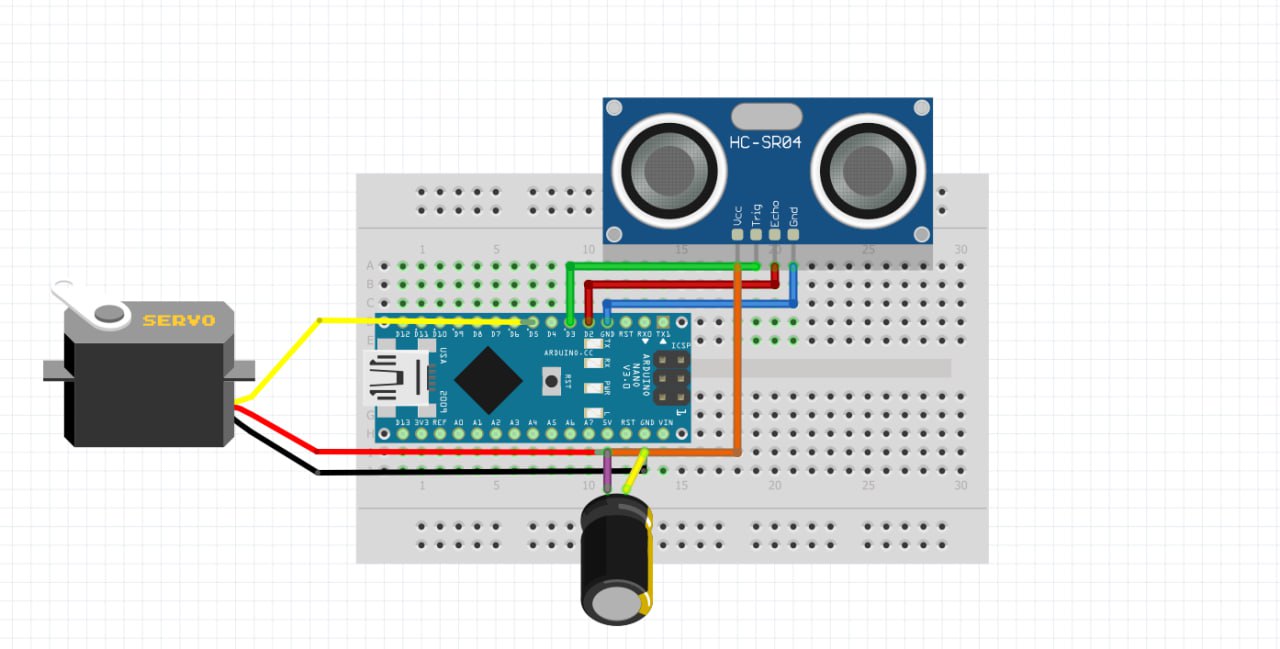 HC-SR04
Vcc
Trig
Echo
Gnd
1 5 10 15 20 25 30
A
B
C
SERVO
D12 D11 D10 D9 D8 D7 D6 D5 D4 D3 D2 GND RST RX0 TX1
E
TX
RX
PWR
L
ARDUINO.CC
RST
ICSP
1
ARDUINO
NANO
V3.0
USA
2009
G
D13 3V3 REF A0 A1 A2 A3 A4 A5 A6 A7 5V RST GND VIN
H
1 5 10 15 20 25 30